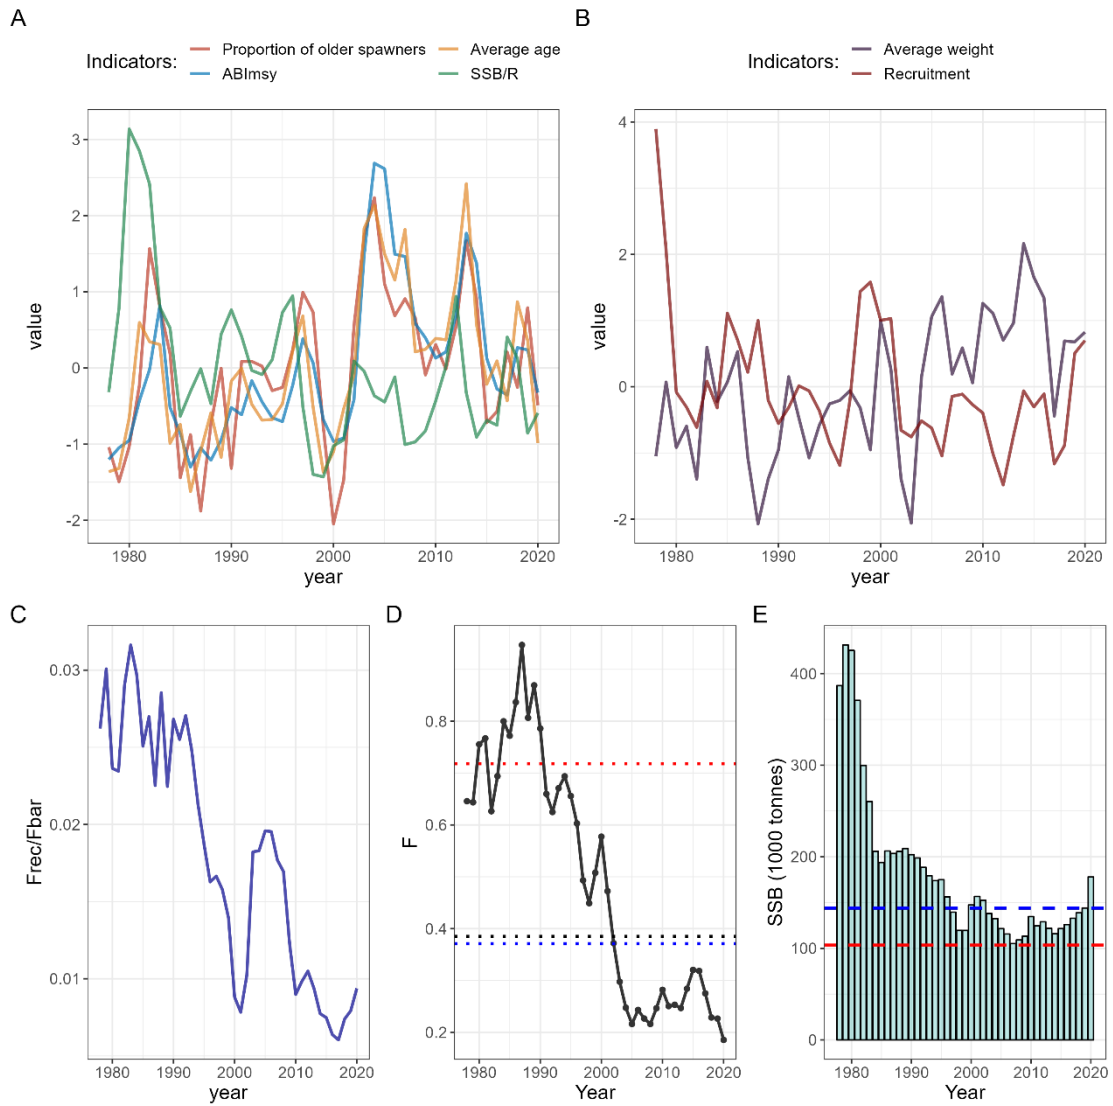 A
Indicators:
Proportion of older spawners
Average age
ABImsy
SSB/R
value
3
2
1
0
-1
-2
1980
1990
2000
2010
2020
year
B
Indicators:
Average weight
Recruitment
value
4
2
0
-2
1980
1990
2000
2010
2020
year
C
Frec/Fbar
0.03
0.02
0.01
1980
1990
2000
2010
2020
year
D
F
0.8
0.6
0.4
0.2
1980
1990
2000
2010
2020
Year
E
SSB (1000 tonnes)
400
300
200
100
0
1980
1990
2000
2010
2020
Year